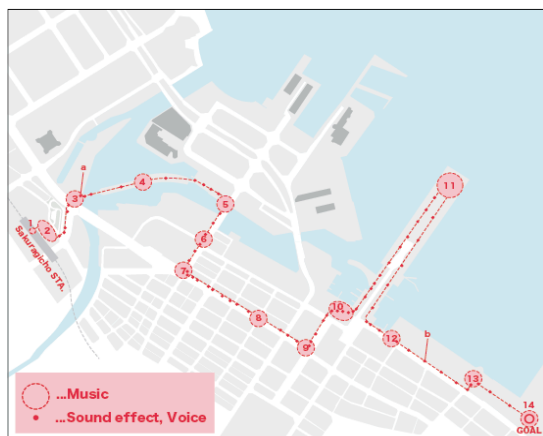 a
3
4
1
2
5
Sakuragicho STA.
6
7
11
8
10
9
12
b
13
14
GOAL
...Music
...Sound effect, Voice